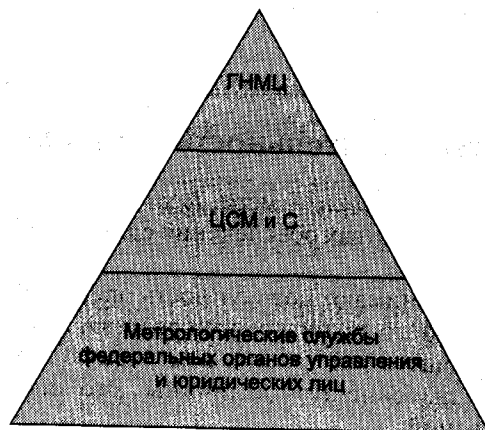 ГНМЦ
ЦСМ и С
Метрологические службы
федеральных органов управления
и юридических лиц